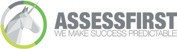 ASSESSFIRST
WE MAKE SUCCESS PREDICTABLE